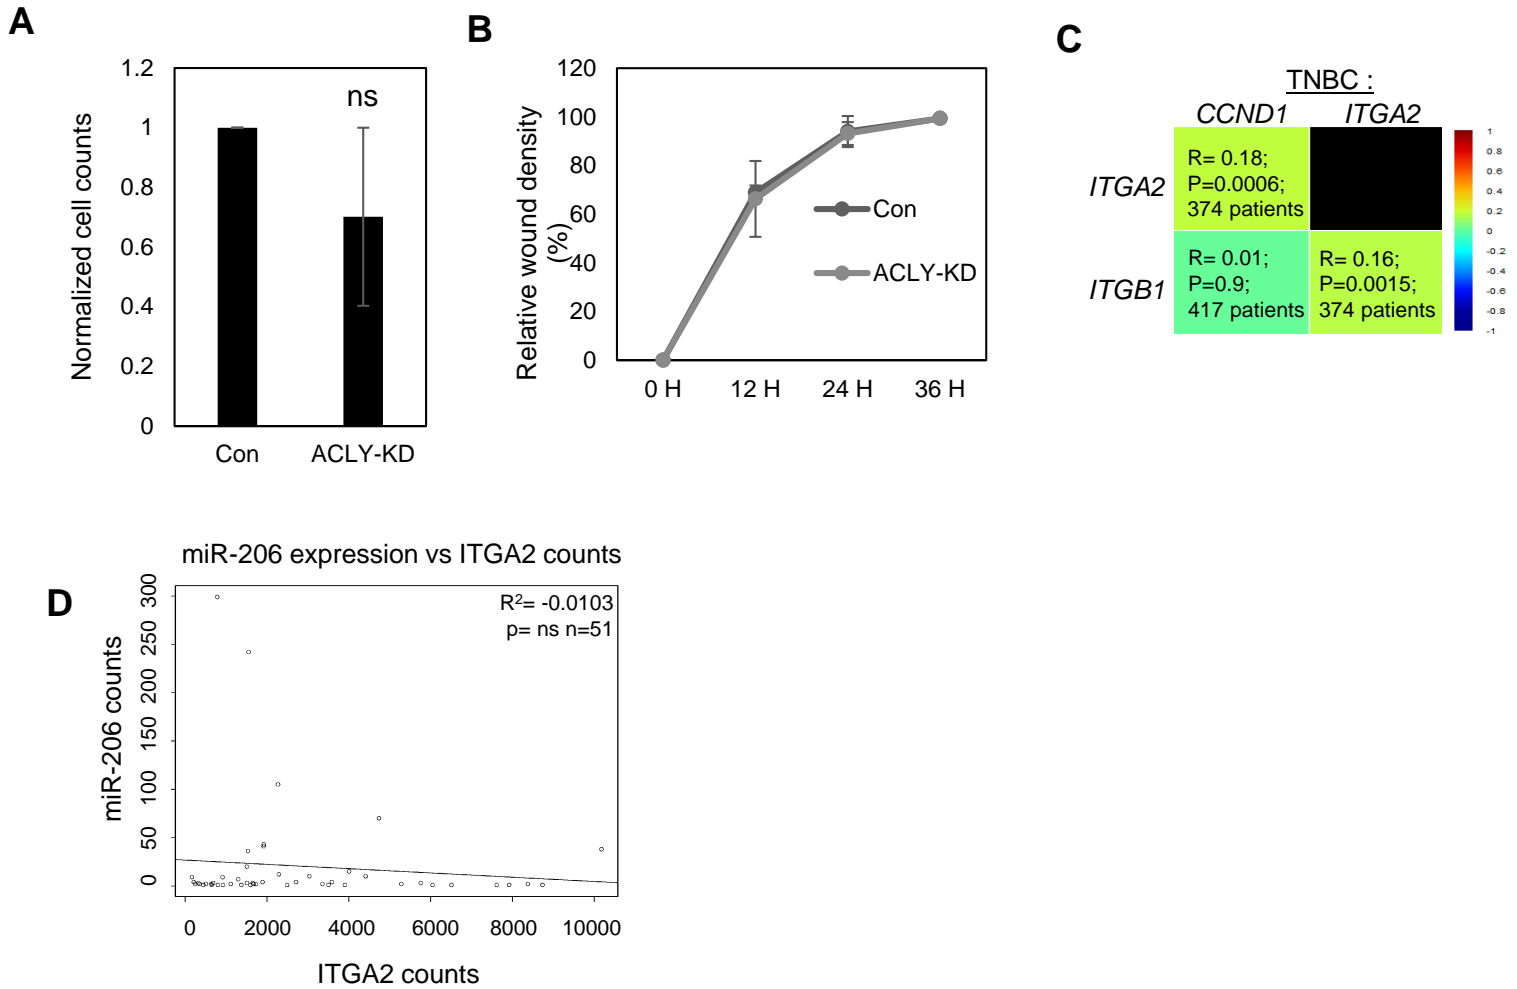 A
Normalized cell counts
1.2
1
0.8
0.6
0.4
0.2
0
ns
Con
ACLY-KD
B
Relative wound density
(%)
120
100
80
60
40
20
0
0 H
12 H
24 H
36 H
Con
ACLY-KD
C
TNBC :
CCND1
ITGA2
ITGA2
R= 0.18;
P=0.0006;
374 patients
ITGB1
R= 0.01;
P=0.9;
417 patients
R= 0.16;
P=0.0015;
374 patients
1
0.8
0.6
0.4
0.2
0
-0.2
-0.4
-0.6
-0.8
-1
D
miR-206 expression vs ITGA2 counts
R²= -0.0103
p= ns n=51
miR-206 counts
300
250
200
150
100
50
0
0
2000
4000
6000
8000
10000
ITGA2 counts